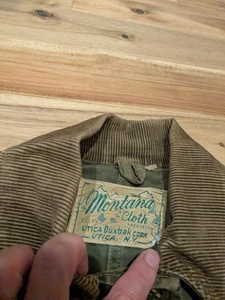 Montana
Cloth
UTICA Duxbak CORP.
UTICA, N.Y.